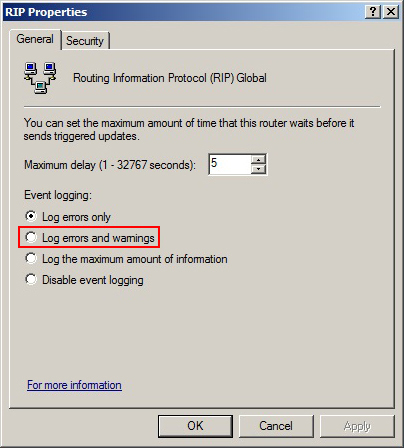 RIP Properties
General
Security
Routing Information Protocol (RIP) Global
You can set the maximum amount of time that this router waits before it
sends triggered updates.
Maximum delay (1 - 32767 seconds):
5
Event logging:
Log errors only
Log errors and warnings
Log the maximum amount of information
Disable event logging
For more information
OK
Cancel
Apply